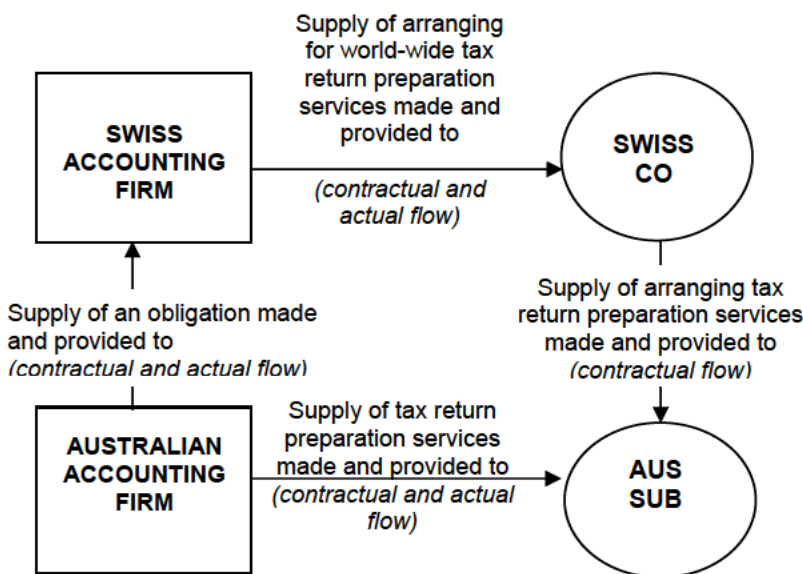 Supply of arranging
for world-wide tax
return preparation
services made and
provided to
SWISS
ACCOUNTING
FIRM
SWISS
CO
(contractual and
actual flow)
Supply of an obligation made
and provided to
(contractual and actual flow)
Supply of arranging tax
return preparation services
made and provided to
(contractual flow)
AUSTRALIAN
ACCOUNTING
FIRM
Supply of tax return
preparation services
made and provided to
(contractual and actual
flow)
AUS
SUB